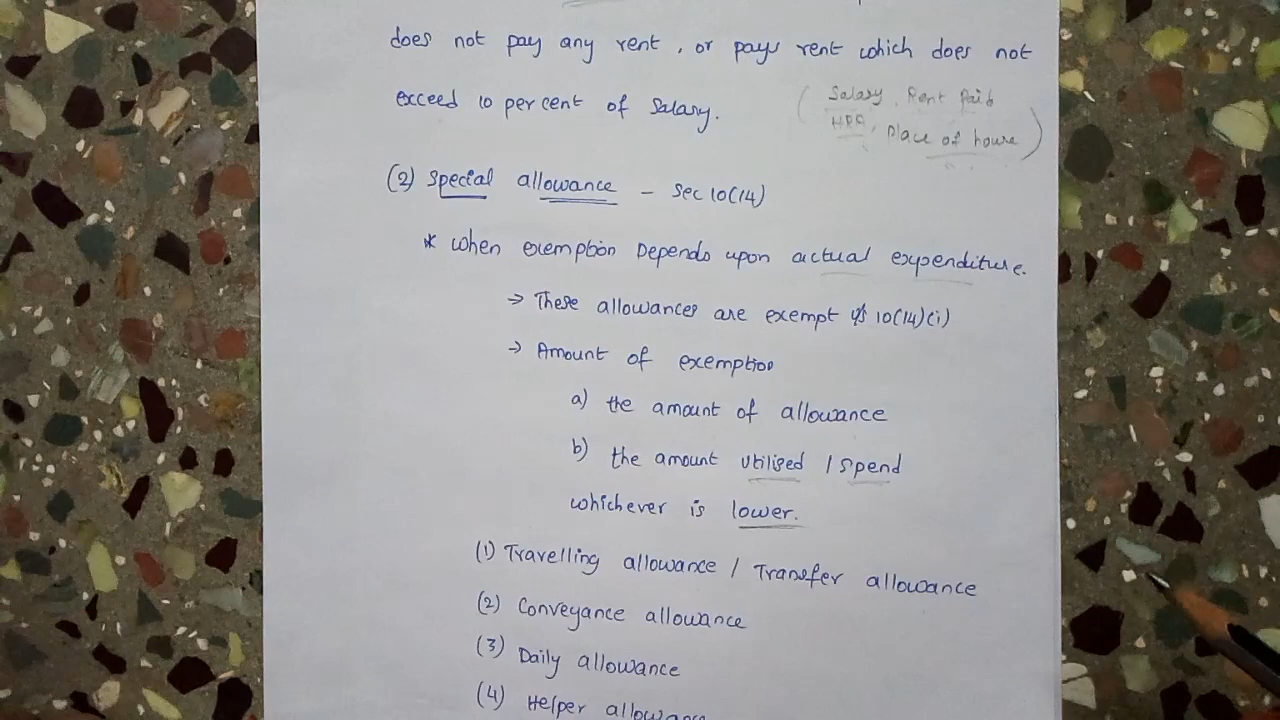 does not pay any rent, or pays rent which does not
exceed 10 per cent of salary.
( Salary, Rent Paid
HRA, Place of house )
(2) Special allowance - Sec 10(14)
* When exemption Depends upon actual expenditure.
→ These allowances are exempt u/s 10(14)(i)
→ Amount of exemption
a) the amount of allowance
b) the amount utilised / spend
whichever is lower.
(1) Travelling allowance / Transfer allowance
(2) Conveyance allowance
(3) Daily allowance
(4) Helper allowance